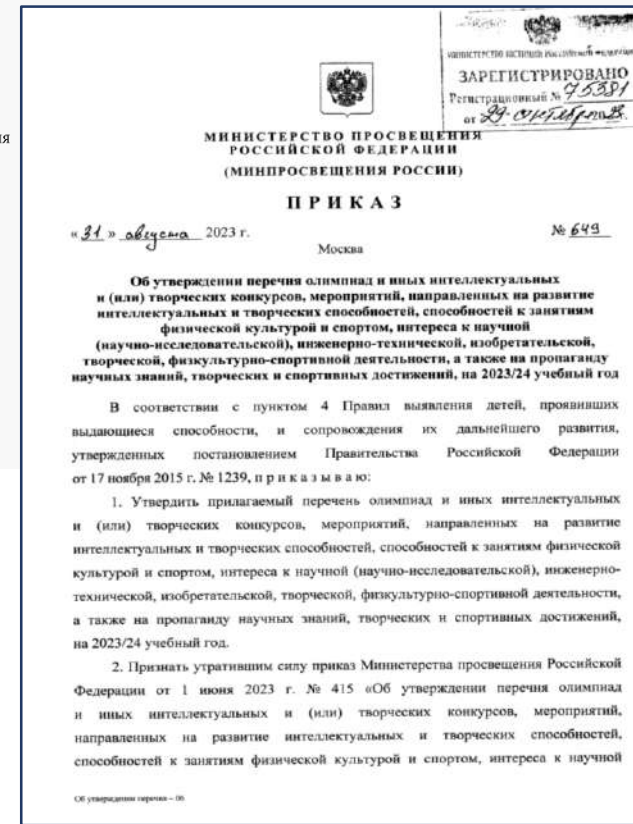 ия
МИНИСТЕРСТВО ЮСТИЦИИ РОССИЙСКОЙ ФЕДЕРАЦИИ
ЗАРЕГИСТРИРОВАНО
Регистрационный № 75381
от 29
МИНИСТЕРСТВО ПРОСВЕЩЕНИЯ
РОССИЙСКОЙ ФЕДЕРАЦИИ
(МИНПРОСВЕЩЕНИЯ РОССИИ)
ПРИКАЗ
«31» августа 2023 г. № 649
Москва
Об утверждении перечня олимпиад и иных интеллектуальных
и (или) творческих конкурсов, мероприятий, направленных на развитие
интеллектуальных и творческих способностей, способностей к занятиям
физической культурой и спортом, интереса к научной
(научно-исследовательской), инженерно-технической, изобретательской,
творческой, физкультурно-спортивной деятельности, а также на пропаганду
научных знаний, творческих и спортивных достижений, на 2023/24 учебный год
В соответствии с пунктом 4 Правил выявления детей, проявивших
выдающиеся способности, и сопровождения их дальнейшего развития,
утвержденных постановлением Правительства Российской Федерации
от 17 ноября 2015 г. № 1239, п р и к а з ы в а ю:
1. Утвердить прилагаемый перечень олимпиад и иных интеллектуальных
и (или) творческих конкурсов, мероприятий, направленных на развитие
интеллектуальных и творческих способностей, способностей к занятиям физической
культурой и спортом, интереса к научной (научно-исследовательской), инженерно-
технической, изобретательской, творческой, физкультурно-спортивной деятельности,
а также на пропаганду научных знаний, творческих и спортивных достижений,
на 2023/24 учебный год.
2. Признать утратившим силу приказ Министерства просвещения Российской
Федерации от 1 июня 2023 г. № 415 «Об утверждении перечня олимпиад
и иных интеллектуальных и (или) творческих конкурсов, мероприятий,
направленных на развитие интеллектуальных и творческих способностей,
способностей к занятиям физической культурой и спортом, интереса к научной
Об утверждении перечня – 06